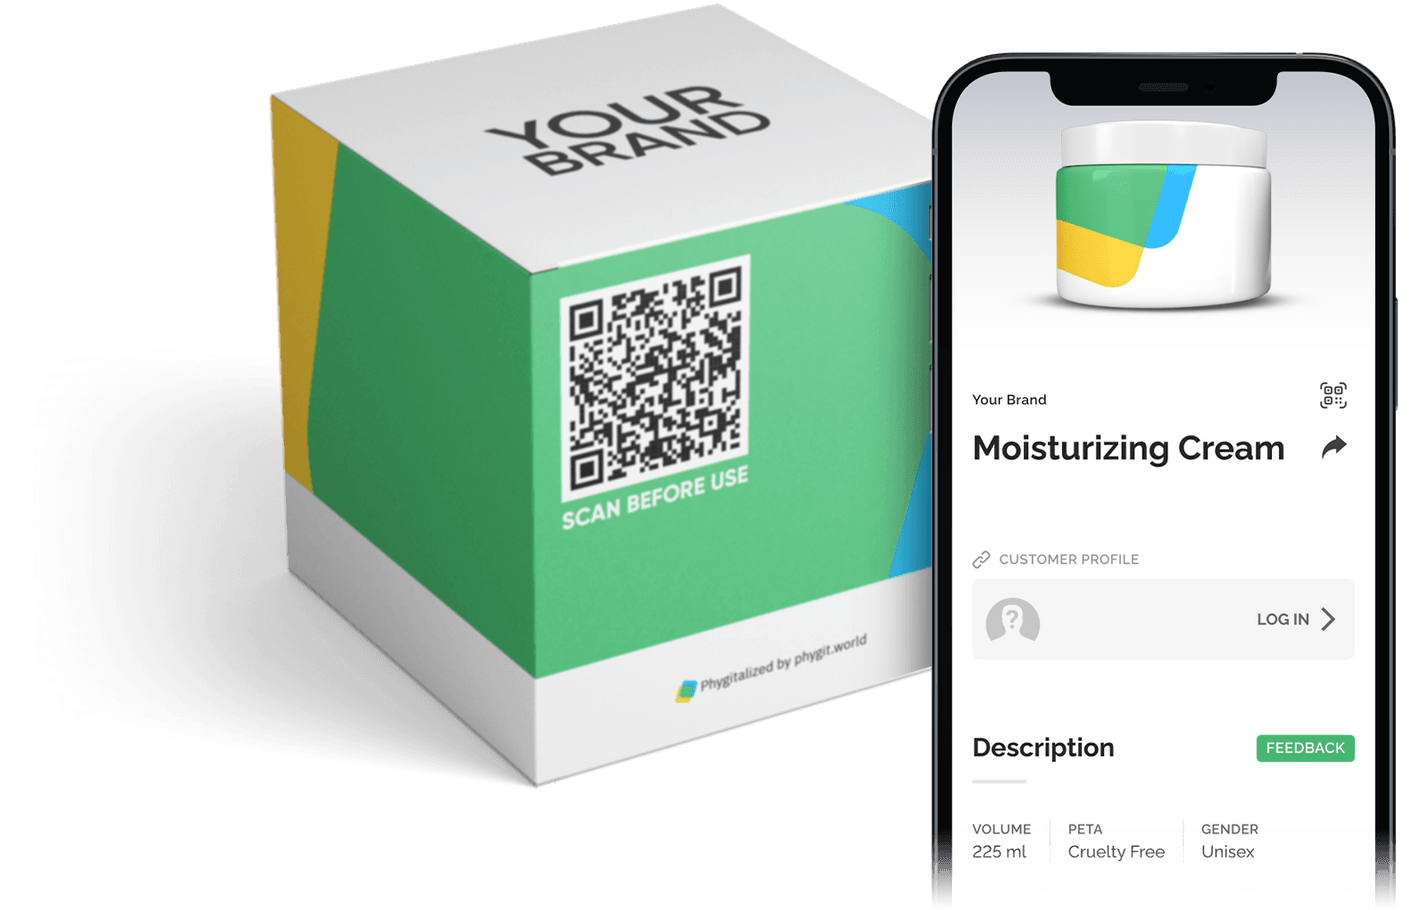 YOUR
BRAND
SCAN BEFORE USE
Phygitalized by phygit.world
Your Brand
Moisturizing Cream
CUSTOMER PROFILE
?
LOG IN
Description
FEEDBACK
VOLUME
225 ml
PETA
Cruelty Free
GENDER
Unisex